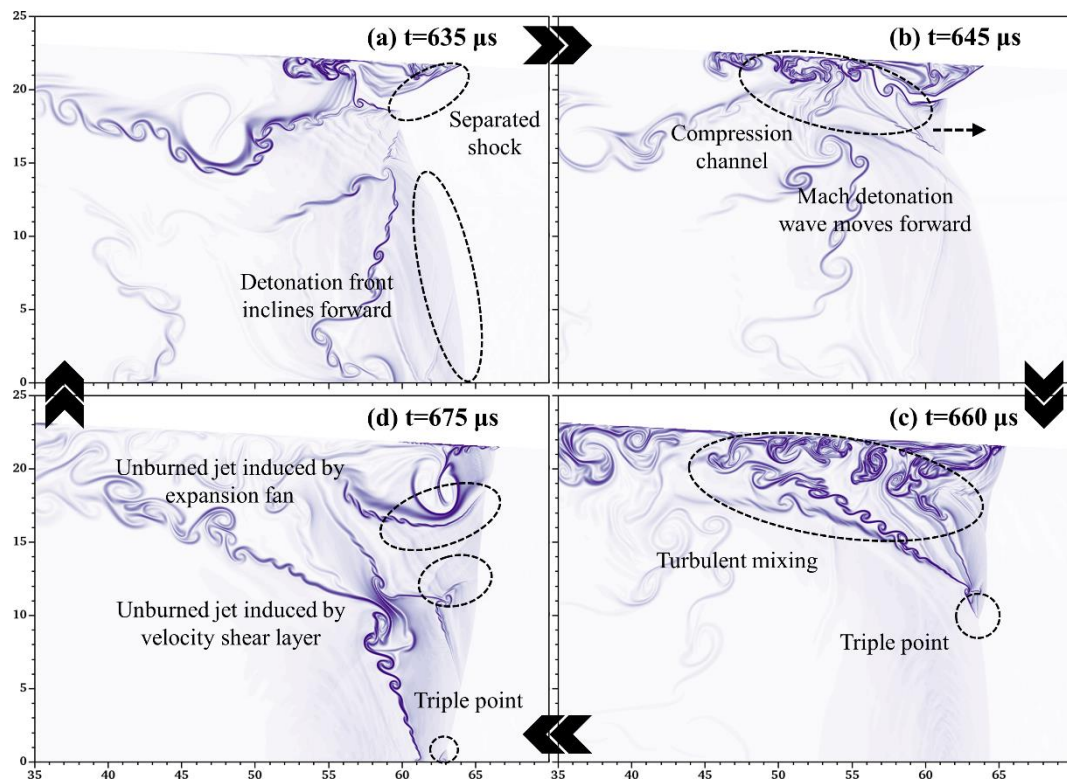 (a) t=635 μs
Separated
shock
Detonation front
inclines forward
25
20
15
10
5
0
(b) t=645 μs
Compression
channel
Mach detonation
wave moves forward
(d) t=675 μs
Unburned jet induced by
expansion fan
Unburned jet induced by
velocity shear layer
Triple point
25
20
15
10
5
0
35 40 45 50 55 60 65
(c) t=660 μs
Turbulent mixing
Triple point
35 40 45 50 55 60 65